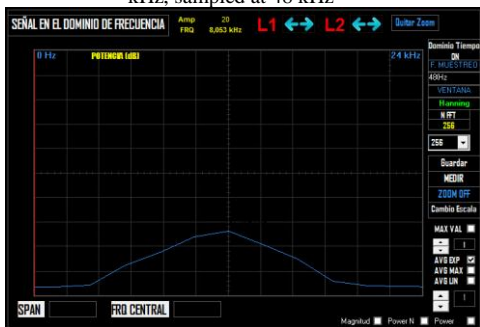 kHz, sampled at 48 kHz
SEÑAL EN EL DOMINIO DE FRECUENCIA
Amp 20
FRQ 8,053 kHz
L1 L2
Quitar Zoom
0 Hz POTENCIA (dB) 24 kHz
Dominio Tiempo
ON
F. MUESTREO
48Hz
VENTANA
Hanning
N FFT
256
256
Guardar
MEDIR
ZOOM OFF
Cambio Escala
MAX VAL
1
AVG EXP
AVG MAX
AVG LIN
1
SPAN FRQ CENTRAL
Magnitud Power N Power